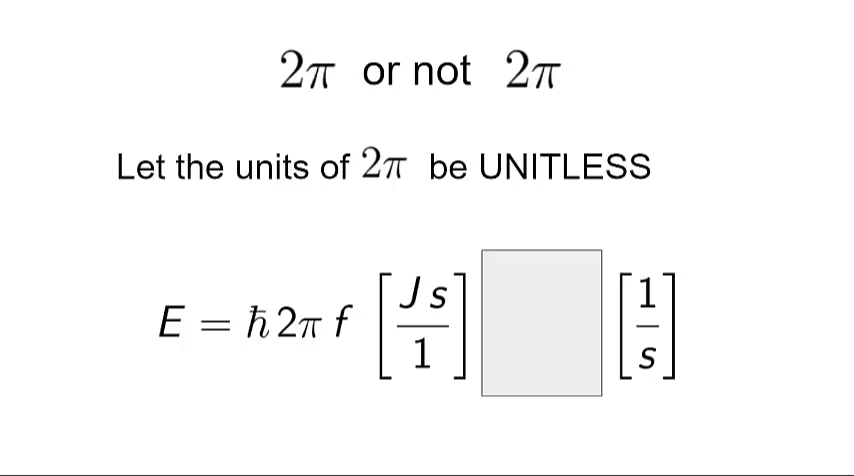 2π or not 2π
Let the units of 2π be UNITLESS
E = ħ 2π f [J s / 1] [1 / s]